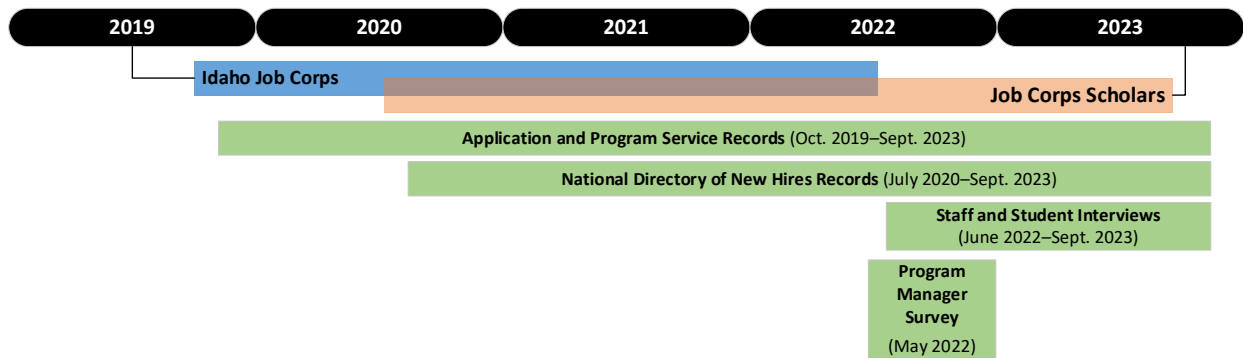 2019 2020 2021 2022 2023
Idaho Job Corps
Job Corps Scholars
Application and Program Service Records (Oct. 2019–Sept. 2023)
National Directory of New Hires Records (July 2020–Sept. 2023)
Staff and Student Interviews
(June 2022–Sept. 2023)
Program
Manager
Survey
(May 2022)